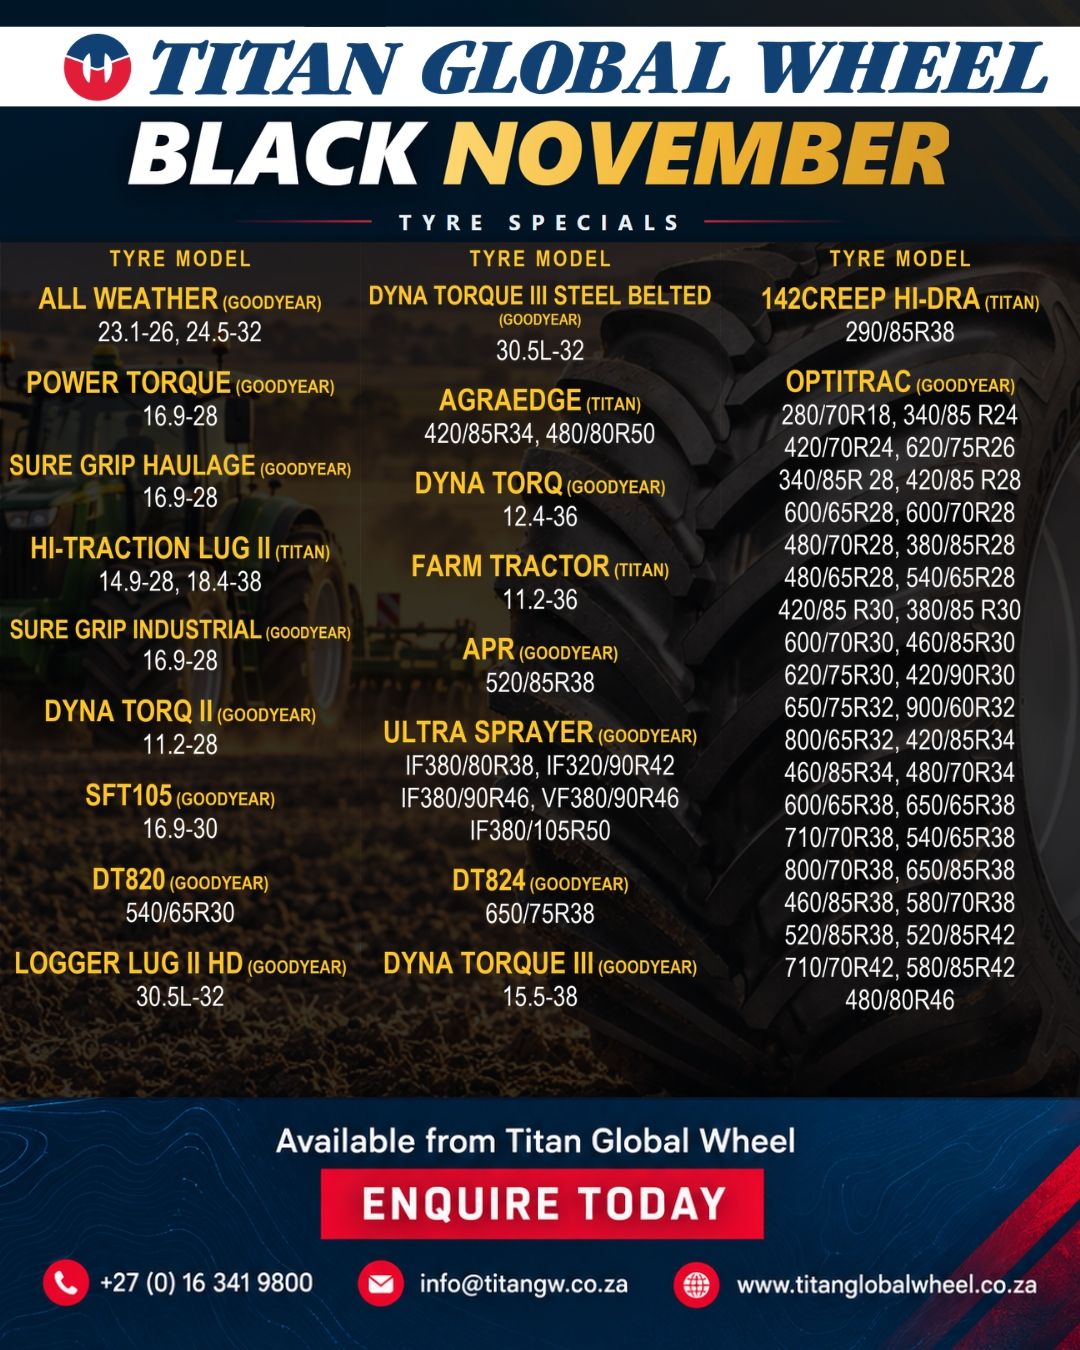 TITAN GLOBAL WHEEL
BLACK NOVEMBER
TYRE SPECIALS
TYRE MODEL
ALL WEATHER (GOODYEAR)
23.1-26, 24.5-32
POWER TORQUE (GOODYEAR)
16.9-28
SURE GRIP HAULAGE (GOODYEAR)
16.9-28
HI-TRACTION LUG II (TITAN)
14.9-28, 18.4-38
SURE GRIP INDUSTRIAL (GOODYEAR)
16.9-28
DYNA TORQ II (GOODYEAR)
11.2-28
SFT105 (GOODYEAR)
16.9-30
DT820 (GOODYEAR)
540/65R30
LOGGER LUG II HD (GOODYEAR)
30.5L-32
TYRE MODEL
DYNA TORQUE III STEEL BELTED
(GOODYEAR)
30.5L-32
AGRAEDGE (TITAN)
420/85R34, 480/80R50
DYNA TORQ (GOODYEAR)
12.4-36
FARM TRACTOR (TITAN)
11.2-36
APR (GOODYEAR)
520/85R38
ULTRA SPRAYER (GOODYEAR)
IF380/80R38, IF320/90R42
IF380/90R46, VF380/90R46
IF380/105R50
DT824 (GOODYEAR)
650/75R38
DYNA TORQUE III (GOODYEAR)
15.5-38
TYRE MODEL
142CREEP HI-DRA (TITAN)
290/85R38
OPTITRAC (GOODYEAR)
280/70R18, 340/85 R24
420/70R24, 620/75R26
340/85R 28, 420/85 R28
600/65R28, 600/70R28
480/70R28, 380/85R28
480/65R28, 540/65R28
420/85 R30, 380/85 R30
600/70R30, 460/85R30
620/75R30, 420/90R30
650/75R32, 900/60R32
800/65R32, 420/85R34
460/85R34, 480/70R34
600/65R38, 650/65R38
710/70R38, 540/65R38
800/70R38, 650/85R38
460/85R38, 580/70R38
520/85R38, 520/85R42
710/70R42, 580/85R42
480/80R46
Available from Titan Global Wheel
ENQUIRE TODAY
+27 (0) 16 341 9800
info@titangw.co.za
www.titanglobalwheel.co.za